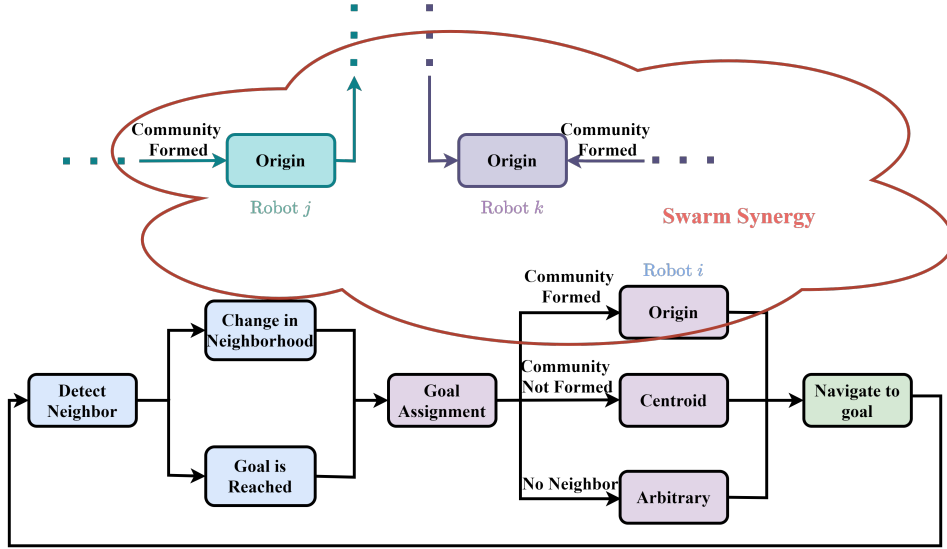 Community
Formed
Origin
Robot j
Origin
Community
Formed
Robot k
Swarm Synergy
Robot i
Community
Formed
Origin
Change in
Neighborhood
Detect
Neighbor
Goal
Assignment
Community
Not Formed
Centroid
Navigate to
goal
Goal is
Reached
No Neighbor
Arbitrary